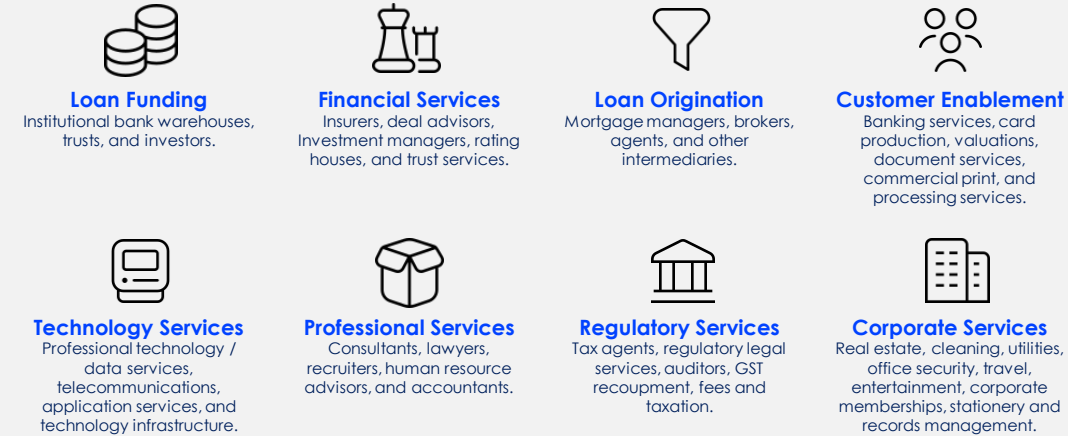 Loan Funding
Institutional bank warehouses,
trusts, and investors.
Financial Services
Insurers, deal advisors,
Investment managers, rating
houses, and trust services.
Loan Origination
Mortgage managers, brokers,
agents, and other
intermediaries.
Customer Enablement
Banking services, card
production, valuations,
document services,
commercial print, and
processing services.
Technology Services
Professional technology /
data services,
telecommunications,
application services, and
technology infrastructure.
Professional Services
Consultants, lawyers,
recruiters, human resource
advisors, and accountants.
Regulatory Services
Tax agents, regulatory legal
services, auditors, GST
recoupment, fees and
taxation.
Corporate Services
Real estate, cleaning, utilities,
office security, travel,
entertainment, corporate
memberships, stationery and
records management.